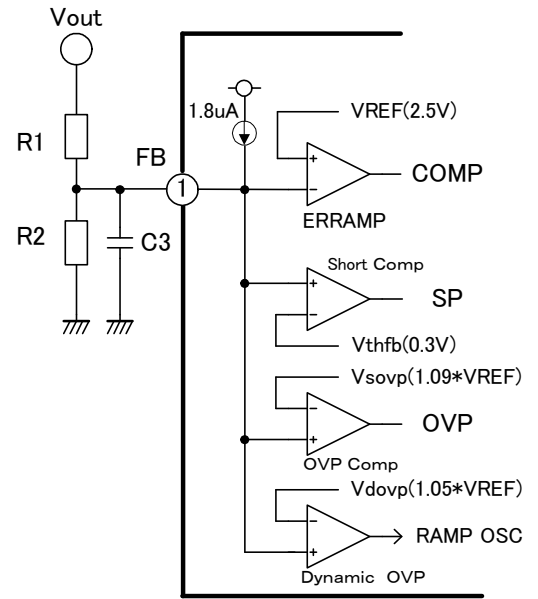 Vout
1.8uA
VREF(2.5V)
R1
FB
1
COMP
ERRAMP
R2
C3
Short Comp
SP
Vthfb(0.3V)
Vsovp(1.09*VREF)
OVP
OVP Comp
Vdovp(1.05*VREF)
RAMP OSC
Dynamic OVP
+
-
+
-
-
+
-
+